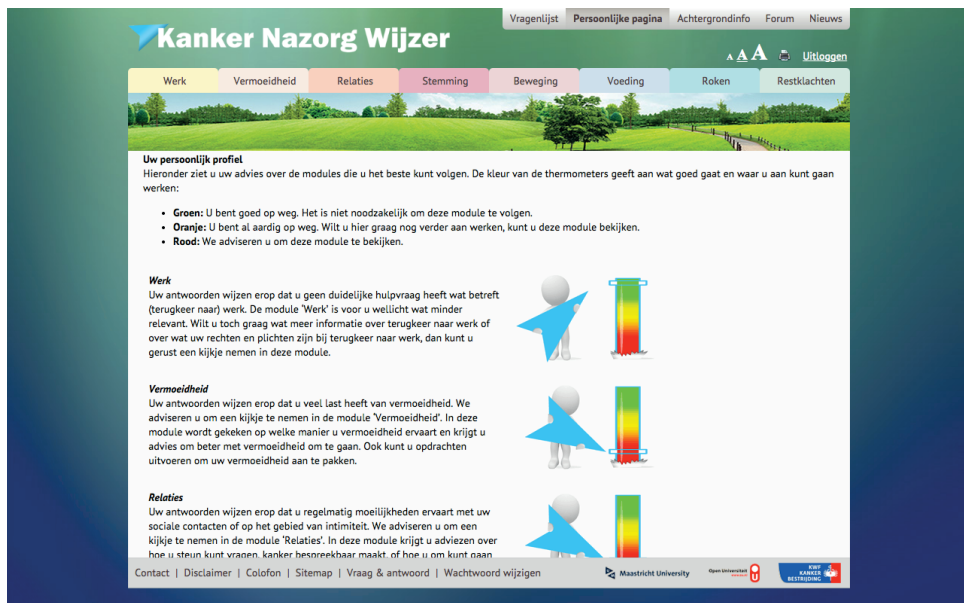 Vragenlijst Persoonlijke pagina Achtergrondinfo Forum Nieuws
Kanker Nazorg Wijzer
A A A Uitloggen
Werk Vermoeidheid Relaties Stemming Beweging Voeding Roken Restklachten
Uw persoonlijk profiel
Hieronder ziet u uw advies over de modules die u het beste kunt volgen. De kleur van de thermometers geeft aan wat goed gaat en waar u aan kunt gaan
werken:
• Groen: U bent goed op weg. Het is niet noodzakelijk om deze module te volgen.
• Oranje: U bent al aardig op weg. Wilt u hier graag nog verder aan werken, kunt u deze module bekijken.
• Rood: We adviseren u om deze module te bekijken.
Werk
Uw antwoorden wijzen erop dat u geen duidelijke hulpvraag heeft wat betreft
(terugkeer naar) werk. De module 'Werk' is voor u wellicht wat minder
relevant. Wilt u toch graag wat meer informatie over terugkeer naar werk of
over wat uw rechten en plichten zijn bij terugkeer naar werk, dan kunt u
gerust een kijkje nemen in deze module.
Vermoeidheid
Uw antwoorden wijzen erop dat u veel last heeft van vermoeidheid. We
adviseren u om een kijkje te nemen in de module 'Vermoeidheid'. In deze
module wordt gekeken op welke manier u vermoeidheid ervaart en krijgt u
advies om beter met vermoeidheid om te gaan. Ook kunt u opdrachten
uitvoeren om uw vermoeidheid aan te pakken.
Relaties
Uw antwoorden wijzen erop dat u regelmatig moeilijkheden ervaart met uw
sociale contacten of op het gebied van intimiteit. We adviseren u om een
kijkje te nemen in de module 'Relaties'. In deze module krijgt u adviezen over
hoe u steun kunt vragen, kanker bespreekbaar maakt, of hoe u om kunt gaan
Contact | Disclaimer | Colofon | Sitemap | Vraag & antwoord | Wachtwoord wijzigen
Maastricht University
Open Universiteit
KWF
KANKER
BESTRIJDING